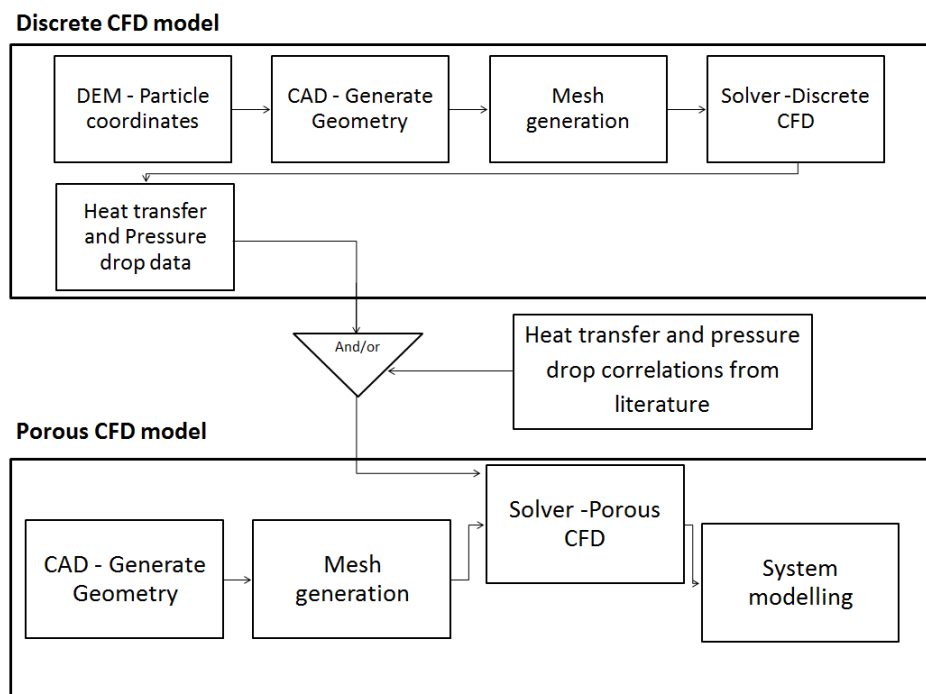 Discrete CFD model
DEM - Particle
coordinates
CAD - Generate
Geometry
Mesh
generation
Solver -Discrete
CFD
Heat transfer
and Pressure
drop data
And/or
Heat transfer and pressure
drop correlations from
literature
Porous CFD model
CAD - Generate
Geometry
Mesh
generation
Solver -Porous
CFD
System
modelling